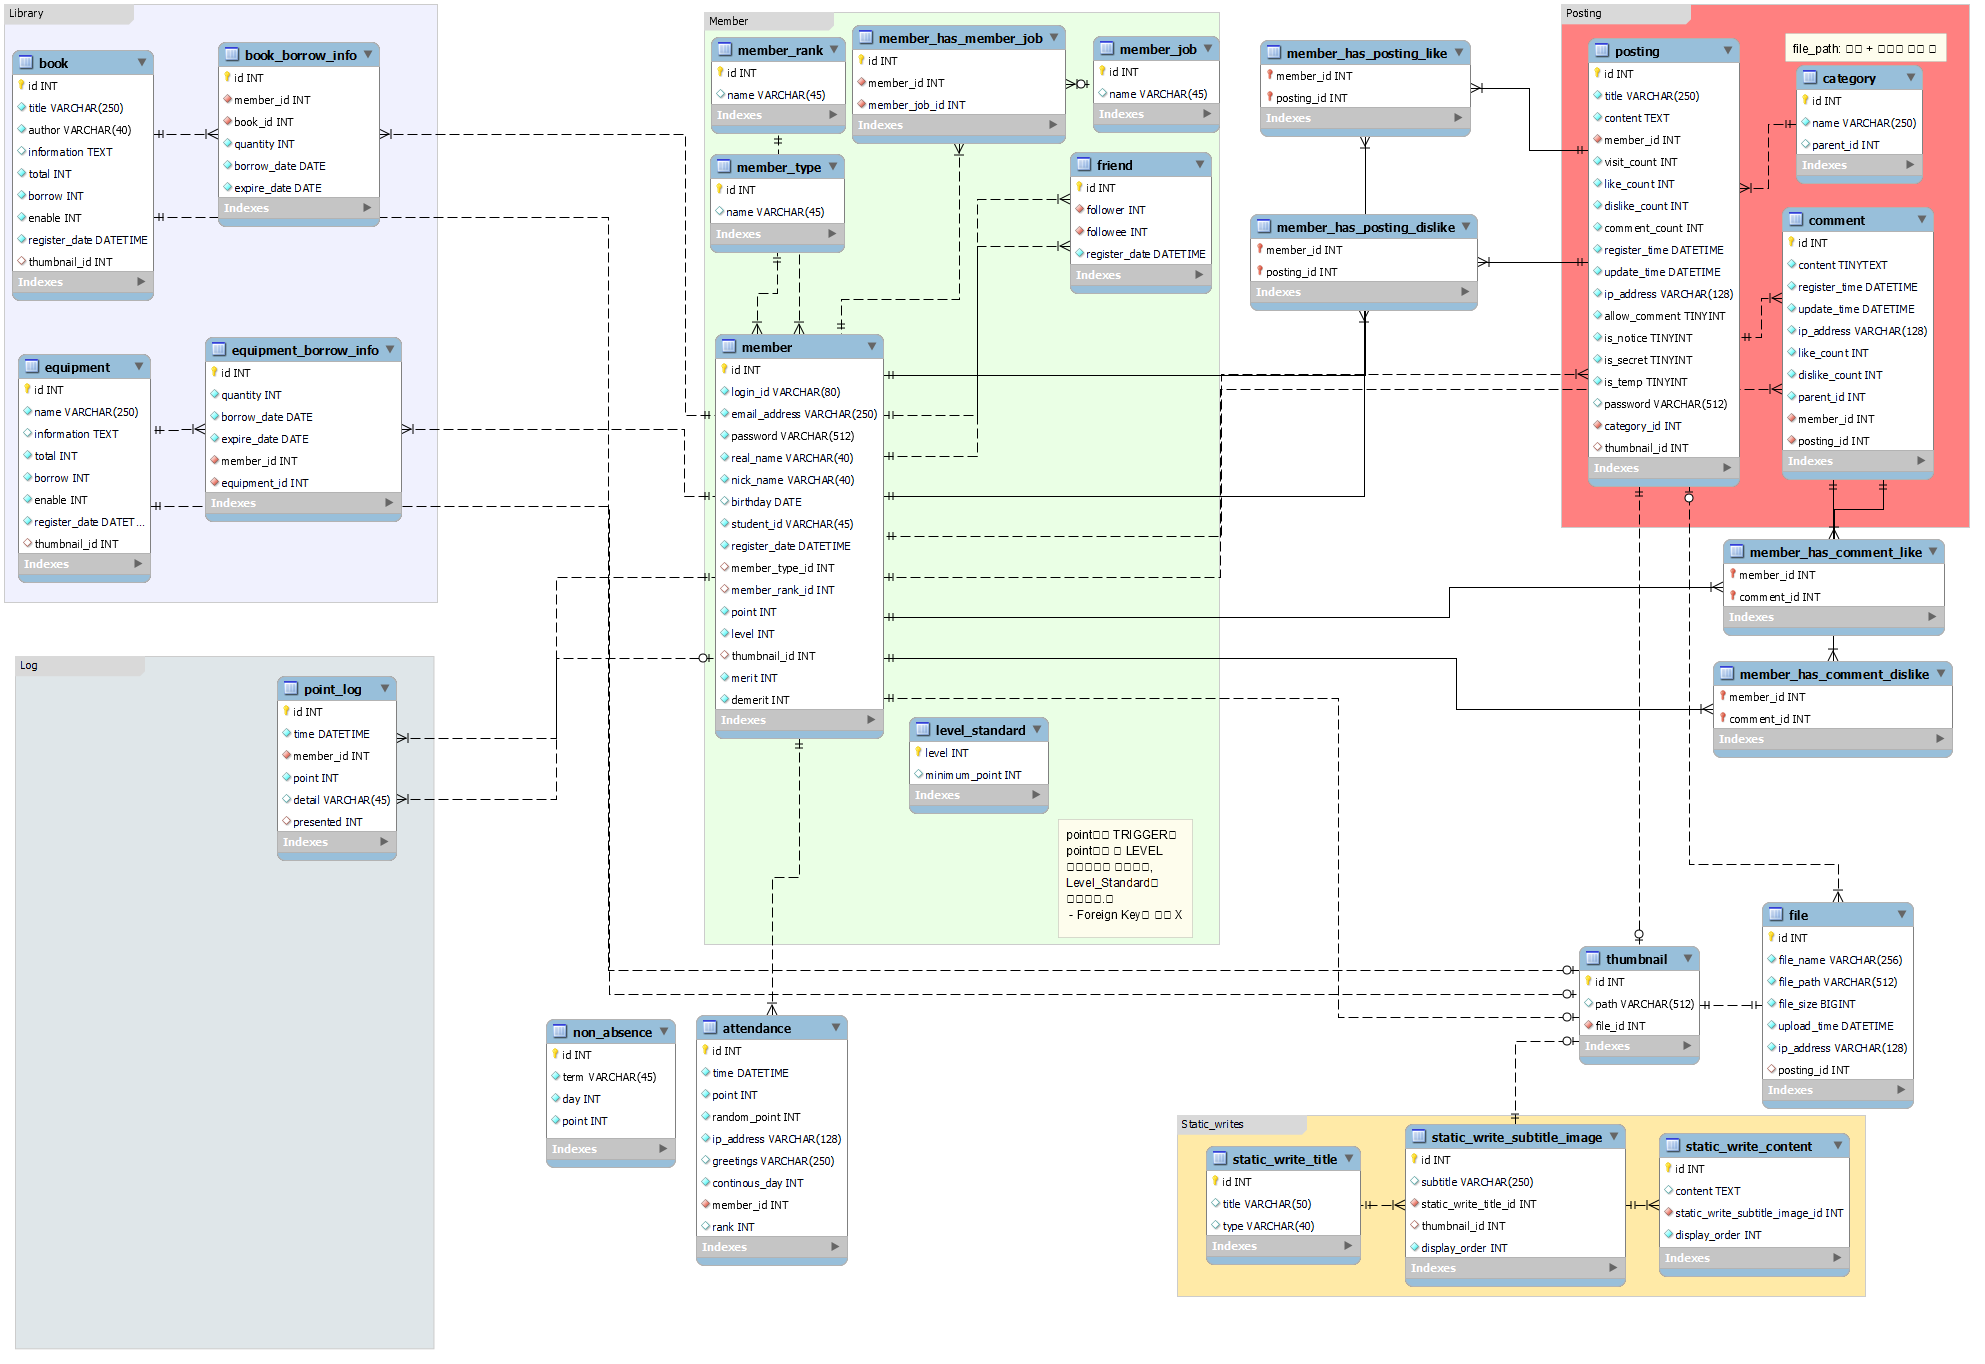 Library
book
id INT
title VARCHAR(250)
author VARCHAR(40)
information TEXT
total INT
borrow INT
enable INT
register_date DATETIME
thumbnail_id INT
Indexes
book_borrow_info
id INT
member_id INT
book_id INT
quantity INT
borrow_date DATE
expire_date DATE
Indexes
equipment
id INT
name VARCHAR(250)
information TEXT
total INT
borrow INT
enable INT
register_date DATET...
thumbnail_id INT
Indexes
equipment_borrow_info
id INT
quantity INT
borrow_date DATE
expire_date DATE
member_id INT
equipment_id INT
Indexes
Log
point_log
id INT
time DATETIME
member_id INT
point INT
detail VARCHAR(45)
presented INT
Indexes
Member
member_rank
id INT
name VARCHAR(45)
Indexes
member_has_member_job
id INT
member_id INT
member_job_id INT
Indexes
member_job
id INT
name VARCHAR(45)
Indexes
member_type
id INT
name VARCHAR(45)
Indexes
friend
id INT
follower INT
followee INT
register_date DATETIME
Indexes
member
id INT
login_id VARCHAR(80)
email_address VARCHAR(250)
password VARCHAR(512)
real_name VARCHAR(40)
nick_name VARCHAR(40)
birthday DATE
student_id VARCHAR(45)
register_date DATETIME
member_type_id INT
member_rank_id INT
point INT
level INT
thumbnail_id INT
merit INT
demerit INT
Indexes
level_standard
level INT
minimum_point INT
Indexes
point TRIGGER
point LEVEL
,
Level_Standard
.
- Foreign Key X
non_absence
id INT
term VARCHAR(45)
day INT
point INT
Indexes
attendance
id INT
time DATETIME
point INT
random_point INT
ip_address VARCHAR(128)
greetings VARCHAR(250)
continous_day INT
member_id INT
rank INT
Indexes
member_has_posting_like
member_id INT
posting_id INT
Indexes
member_has_posting_dislike
member_id INT
posting_id INT
Indexes
Posting
posting
id INT
title VARCHAR(250)
content TEXT
member_id INT
visit_count INT
like_count INT
dislike_count INT
comment_count INT
register_time DATETIME
update_time DATETIME
ip_address VARCHAR(128)
allow_comment TINYINT
is_notice TINYINT
is_secret TINYINT
is_temp TINYINT
password VARCHAR(512)
category_id INT
thumbnail_id INT
Indexes
file_path: +
category
id INT
name VARCHAR(250)
parent_id INT
Indexes
comment
id INT
content TINYTEXT
register_time DATETIME
update_time DATETIME
ip_address VARCHAR(128)
like_count INT
dislike_count INT
parent_id INT
member_id INT
posting_id INT
Indexes
member_has_comment_like
member_id INT
comment_id INT
Indexes
member_has_comment_dislike
member_id INT
comment_id INT
Indexes
thumbnail
id INT
path VARCHAR(512)
file_id INT
Indexes
file
id INT
file_name VARCHAR(256)
file_path VARCHAR(512)
file_size BIGINT
upload_time DATETIME
ip_address VARCHAR(128)
posting_id INT
Indexes
Static_writes
static_write_title
id INT
title VARCHAR(50)
type VARCHAR(40)
Indexes
static_write_subtitle_image
id INT
subtitle VARCHAR(250)
static_write_title_id INT
thumbnail_id INT
display_order INT
Indexes
static_write_content
id INT
content TEXT
static_write_subtitle_image_id INT
display_order INT
Indexes